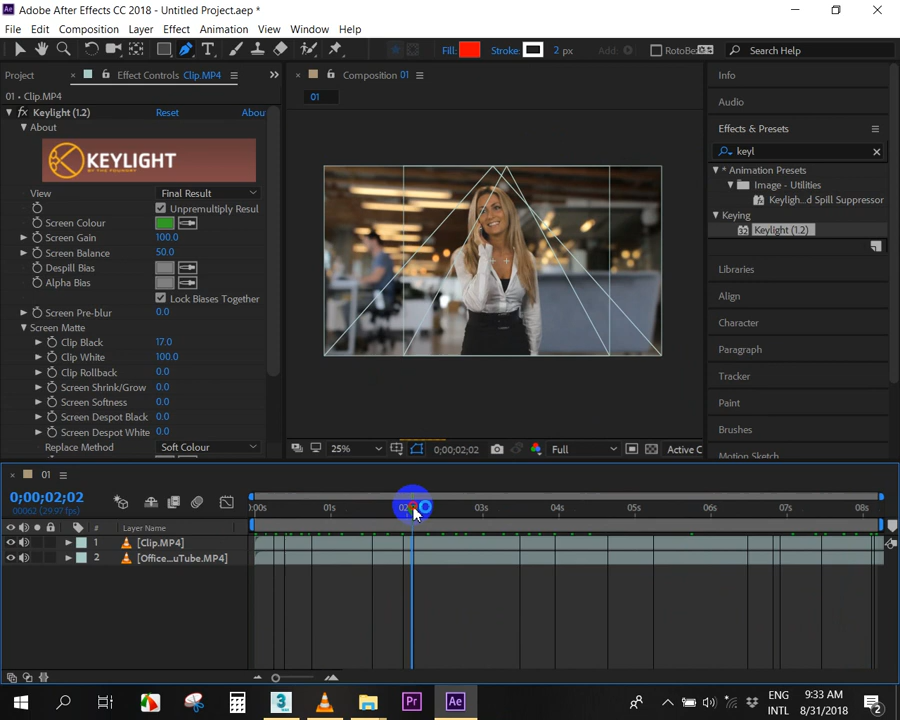 Adobe After Effects CC 2018 - Untitled Project.aep *
File Edit Composition Layer Effect Animation View Window Help
Fill: Stroke: 2 px Add: RotoBe Search Help
Project Effect Controls Clip.MP4
01 • Clip.MP4
fx Keylight (1.2) Reset Abou
About
KEYLIGHT
BY THE FOUNDRY
View Final Result
Unpremultiply Resul
Screen Colour
Screen Gain 100.0
Screen Balance 50.0
Despill Bias
Alpha Bias
Lock Biases Together
Screen Pre-blur 0.0
Screen Matte
Clip Black 17.0
Clip White 100.0
Clip Rollback 0.0
Screen Shrink/Grow 0.0
Screen Softness 0.0
Screen Despot Black 0.0
Screen Despot White 0.0
Replace Method Soft Colour
Composition 01
01
25% 0;00;02;02 Full Active C
Info
Audio
Effects & Presets
keyl
* Animation Presets
Image - Utilities
Keyligh...d Spill Suppressor
Keying
Keylight (1.2)
Libraries
Align
Character
Paragraph
Tracker
Paint
Brushes
Motion Sketch
01
0;00;02;02
00062 (29.97 fps)
:00s 01s 02s 03s 04s 05s 06s 07s 08s
# Layer Name
1 [Clip.MP4]
2 [Office...uTube.MP4]
3 Pr Ae
ENG
INTL
9:33 AM
8/31/2018
2